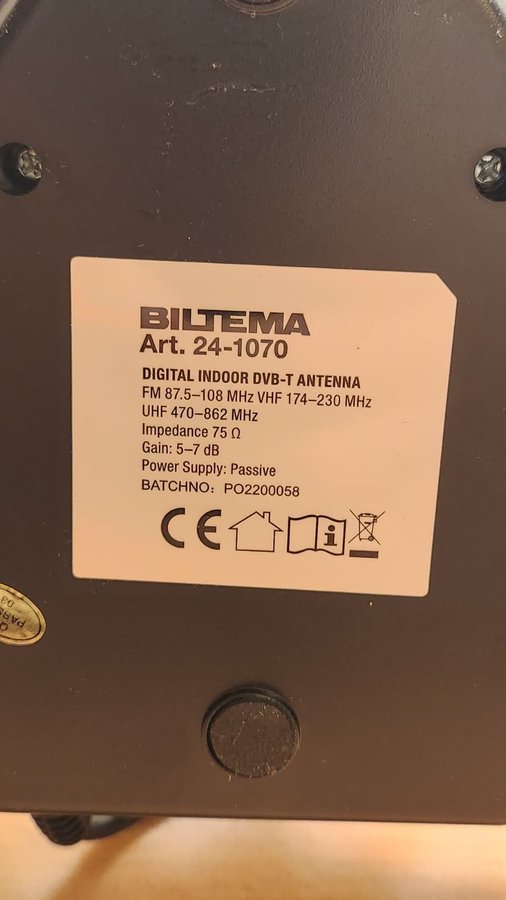 BILTEMA
Art. 24-1070
DIGITAL INDOOR DVB-T ANTENNA
FM 87.5–108 MHz VHF 174–230 MHz
UHF 470–862 MHz
Impedance 75 Ω
Gain: 5–7 dB
Power Supply: Passive
BATCHNO: PO2200058
CE
i